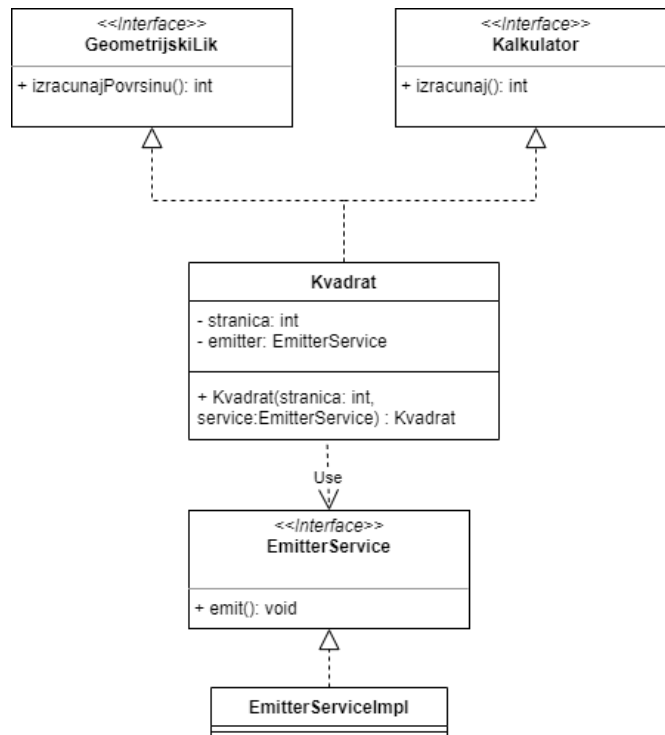 <<Interface>>
GeometrijskiLik
+ izracunajPovrsinu(): int
<<Interface>>
Kalkulator
+ izracunaj(): int
Kvadrat
- stranica: int
- emitter: EmitterService
+ Kvadrat(stranica: int,
service:EmitterService) : Kvadrat
Use
<<Interface>>
EmitterService
+ emit(): void
EmitterServiceImpl